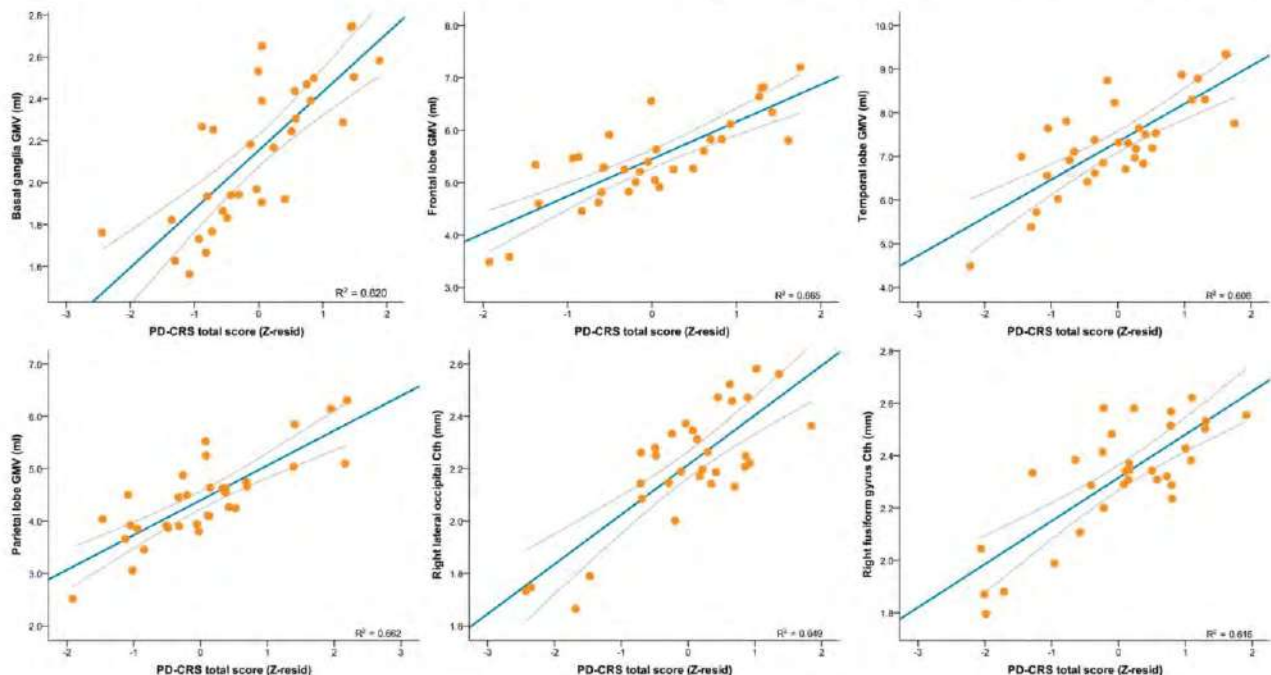 2.8
2.6
2.4
2.2
2.0
1.8
1.6
Basal ganglia GMV (ml)
R² = 0.620
-3 -2 -1 0 1 2
PD-CRS total score (Z-resid)
8.0
7.0
6.0
5.0
4.0
3.0
Frontal lobe GMV (ml)
R² = 0.665
-2 -1 0 1 2
PD-CRS total score (Z-resid)
10.0
9.0
8.0
7.0
6.0
5.0
4.0
Temporal lobe GMV (ml)
R² = 0.606
-3 -2 -1 0 1 2
PD-CRS total score (Z-resid)
7.0
6.0
5.0
4.0
3.0
2.0
Parietal lobe GMV (ml)
R² = 0.662
-2 -1 0 1 2 3
PD-CRS total score (Z-resid)
2.6
2.4
2.2
2.0
1.8
1.6
Right lateral occipital Cth (mm)
R² = 0.649
-3 -2 -1 0 1 2
PD-CRS total score (Z-resid)
2.8
2.6
2.4
2.2
2.0
1.8
Right fusiform gyrus Cth (mm)
R² = 0.615
-3 -2 -1 0 1 2
PD-CRS total score (Z-resid)